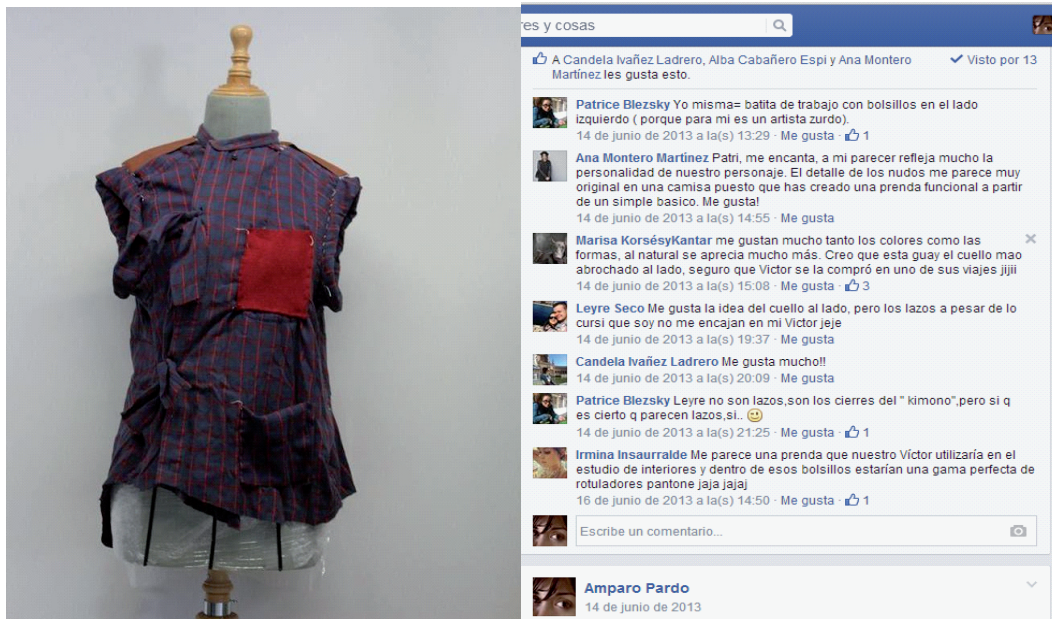 res y cosas
A Candela Ivañez Ladrero, Alba Cabañero Espi y Ana Montero
Martínez les gusta esto.
Visto por 13
Patrice Blezsky Yo misma= batita de trabajo con bolsillos en el lado
izquierdo ( porque para mi es un artista zurdo).
14 de junio de 2013 a la(s) 13:29 · Me gusta · 1
Ana Montero Martínez Patri, me encanta, a mi parecer refleja mucho la
personalidad de nuestro personaje. El detalle de los nudos me parece muy
original en una camisa puesto que has creado una prenda funcional a partir
de un simple basico. Me gusta!
14 de junio de 2013 a la(s) 14:55 · Me gusta
Marisa KorsésyKantar me gustan mucho tanto los colores como las
formas, al natural se aprecia mucho más. Creo que esta guay el cuello mao
abrochado al lado, seguro que Victor se la compró en uno de sus viajes jijii
14 de junio de 2013 a la(s) 15:08 · Me gusta · 3
Leyre Seco Me gusta la idea del cuello al lado, pero los lazos a pesar de lo
cursi que soy no me encajan en mi Victor jeje
14 de junio de 2013 a la(s) 19:37 · Me gusta
Candela Ivañez Ladrero Me gusta mucho!!
14 de junio de 2013 a la(s) 20:09 · Me gusta
Patrice Blezsky Leyre no son lazos,son los cierres del " kimono",pero si q
es cierto q parecen lazos,si..
14 de junio de 2013 a la(s) 21:25 · Me gusta · 1
Irmina Insaurralde Me parece una prenda que nuestro Víctor utilizaría en el
estudio de interiores y dentro de esos bolsillos estarían una gama perfecta de
rotuladores pantone jaja jajaj
16 de junio de 2013 a la(s) 14:50 · Me gusta · 1
Escribe un comentario...
Amparo Pardo
14 de junio de 2013